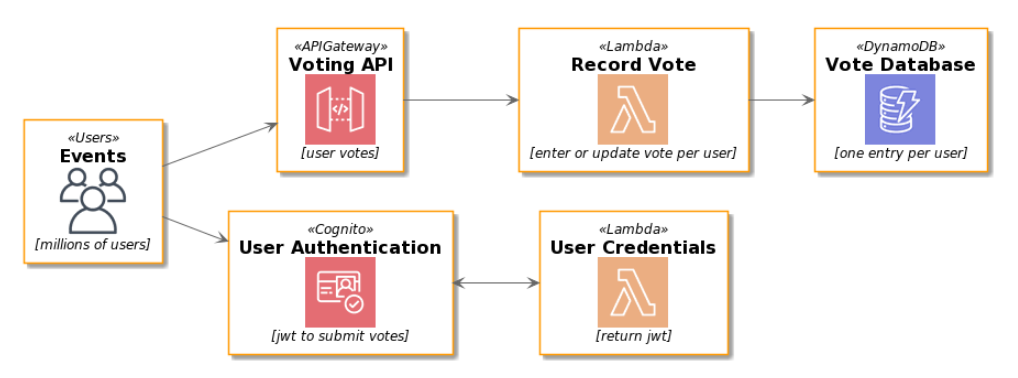 «Users»
Events
[millions of users]
«APIGateway»
Voting API
</>
[user votes]
«Lambda»
Record Vote
[enter or update vote per user]
«DynamoDB»
Vote Database
[one entry per user]
«Cognito»
User Authentication
[jwt to submit votes]
«Lambda»
User Credentials
[return jwt]